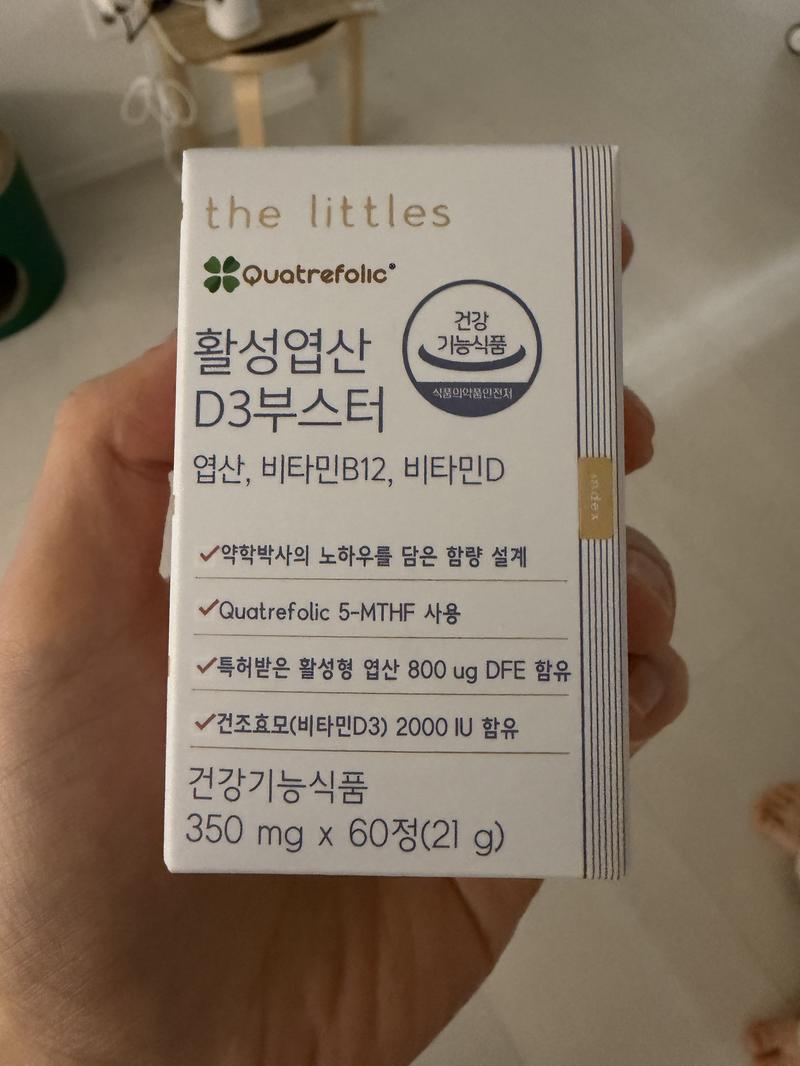 the littles
Quatrefolic®
건강
기능식품
식품의약품안전처
활성엽산
D3부스터
엽산, 비타민B12, 비타민D
index
약학박사의 노하우를 담은 함량 설계
Quatrefolic 5-MTHF 사용
특허받은 활성형 엽산 800 ug DFE 함유
건조효모(비타민D3) 2000 IU 함유
건강기능식품
350 mg x 60정(21 g)